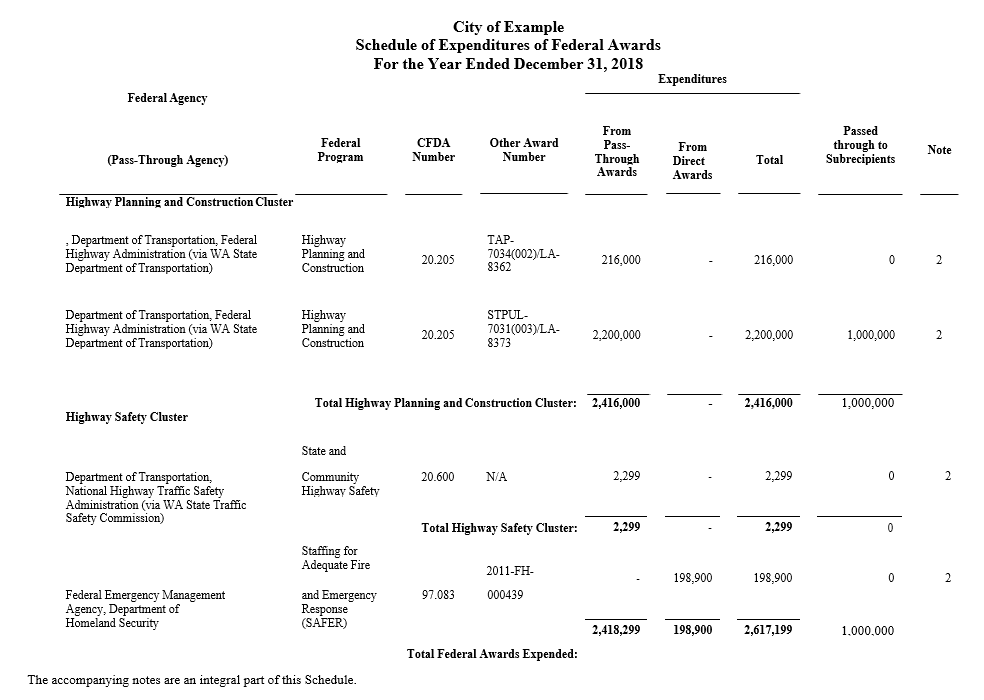 City of Example
Schedule of Expenditures of Federal Awards
For the Year Ended December 31, 2018
Expenditures
Federal Agency
(Pass-Through Agency)
Federal
Program
CFDA
Number
Other Award
Number
From
Pass-
Through
Awards
From
Direct
Awards
Total
Passed
through to
Subrecipients
Note
Highway Planning and Construction Cluster
, Department of Transportation, Federal
Highway Administration (via WA State
Department of Transportation)
Highway
Planning and
Construction
20.205
TAP-
7034(002)/LA-
8362
216,000
-
216,000
0
2
Department of Transportation, Federal
Highway Administration (via WA State
Department of Transportation)
Highway
Planning and
Construction
20.205
STPUL-
7031(003)/LA-
8373
2,200,000
-
2,200,000
1,000,000
2
Total Highway Planning and Construction Cluster: 2,416,000 - 2,416,000 1,000,000
Highway Safety Cluster
Department of Transportation,
National Highway Traffic Safety
Administration (via WA State Traffic
Safety Commission)
State and
Community
Highway Safety
20.600
N/A
2,299
-
2,299
0
2
Total Highway Safety Cluster: 2,299 - 2,299 0
Federal Emergency Management
Agency, Department of
Homeland Security
Staffing for
Adequate Fire
and Emergency
Response
(SAFER)
97.083
2011-FH-
000439
-
198,900
198,900
0
2
2,418,299 198,900 2,617,199 1,000,000
Total Federal Awards Expended:
The accompanying notes are an integral part of this Schedule.